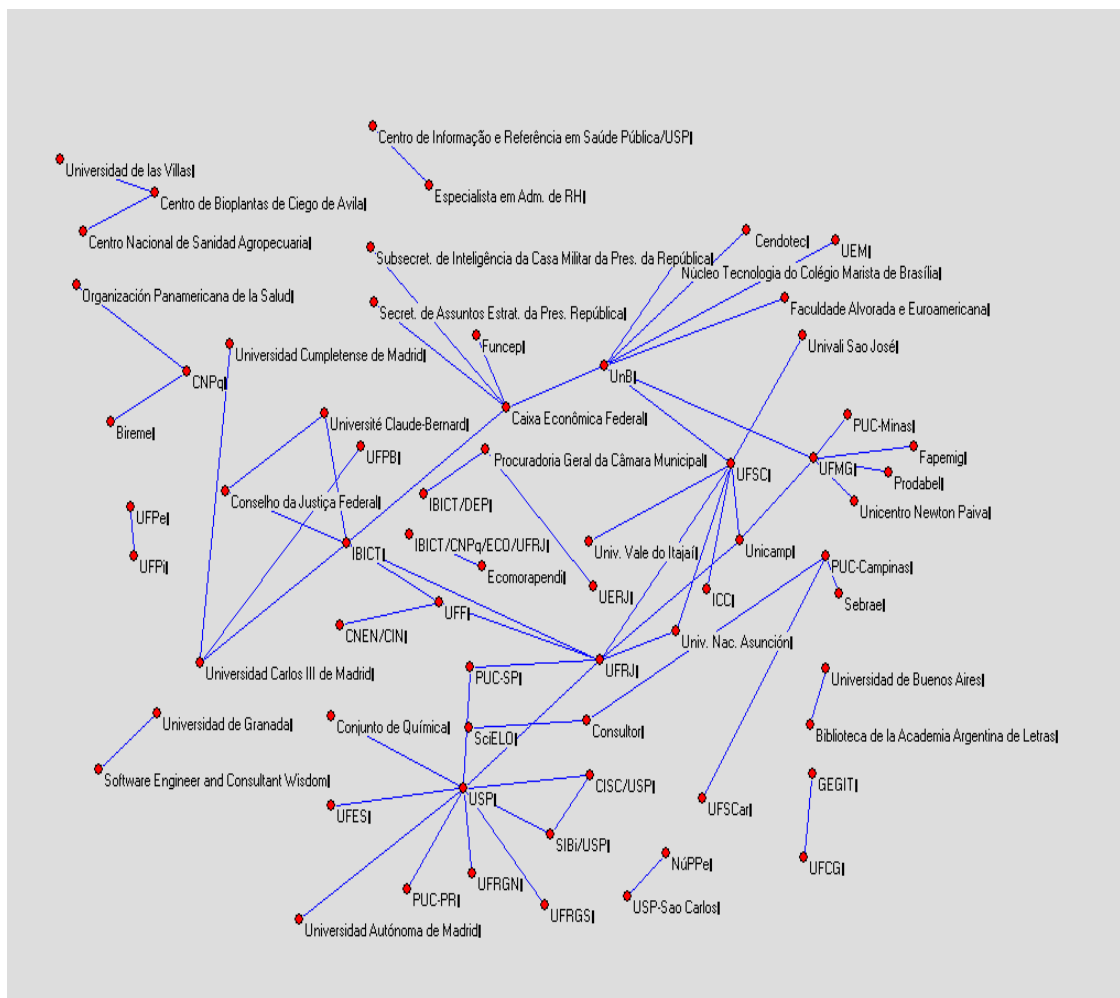 Centro de Informação e Referência em Saúde Pública/USP|
Universidad de las Villas|
Especialista em Adm. de RH|
Centro de Bioplantas de Ciego de Avila|
Centro Nacional de Sanidad Agropecuaria|
Cendotec|
UEM|
Subsecret. de Inteligência da Casa Militar da Pres. da República|
Núcleo Tecnologia do Colégio Marista de Brasília|
Organización Panamericana de la Salud|
Secret. de Assuntos Estrat. da Pres. República|
Faculdade Alvorada e Euroamericana|
Funcep|
Univali Sao José|
Universidad Cumpletense de Madrid|
UnB|
CNPq|
Caixa Econômica Federal|
Université Claude-Bernard|
PUC-Minas|
Bireme|
UFPB|
Procuradoria Geral da Câmara Municipal|
Fapemig|
UFSC|
UFMG|
Prodabel|
Conselho da Justiça Federal|
IBICT/DEP|
Unicentro Newton Paiva|
UFPel
IBICT/CNPq/ECO/UFRJ|
IBICT|
Univ. Vale do Itajaí|
Unicamp|
UFPi|
PUC-Campinas|
Ecomorapendi|
UERJ|
ICC|
Sebrae|
UFF|
CNEN/CIN|
Univ. Nac. Asunción|
Universidad Carlos III de Madrid|
PUC-SP|
UFRJ|
Universidad de Buenos Aires|
Universidad de Granada|
Conjunto de Química|
SciELO|
Consultor|
Biblioteca de la Academia Argentina de Letras|
Software Engineer and Consultant Wisdom|
CISC/USP|
GEGIT|
USP|
UFES|
UFSCar|
SIBi/USP|
NúPPe|
UFCG|
UFRGN|
PUC-PR|
UFRGS|
USP-Sao Carlos|
Universidad Autónoma de Madrid|